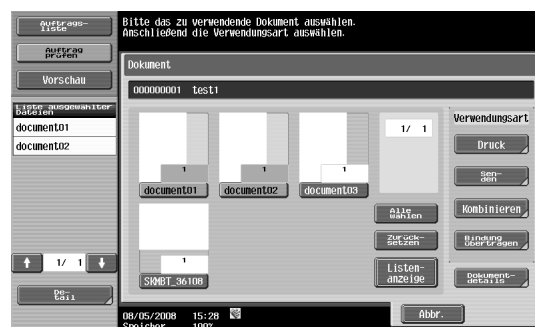 Auftrags-
liste
Auftrag
prüfen
Vorschau
Liste ausgewählter
Dateien
document01
document02
1/ 1
De-
tail
Bitte das zu verwendende Dokument auswählen.
Anschließend die Verwendungsart auswählen.
Dokument
000000001 test1
1
document01
1
document02
1
document03
1
SKMBT_36108
1/ 1
Alle
wählen
Zurück-
setzen
Listen-
anzeige
Verwendungsart
Druck
Sen-
den
Kombinieren
Bindung
übertragen
Dokument-
details
08/05/2008 15:28
Speicher 100%
Abbr.